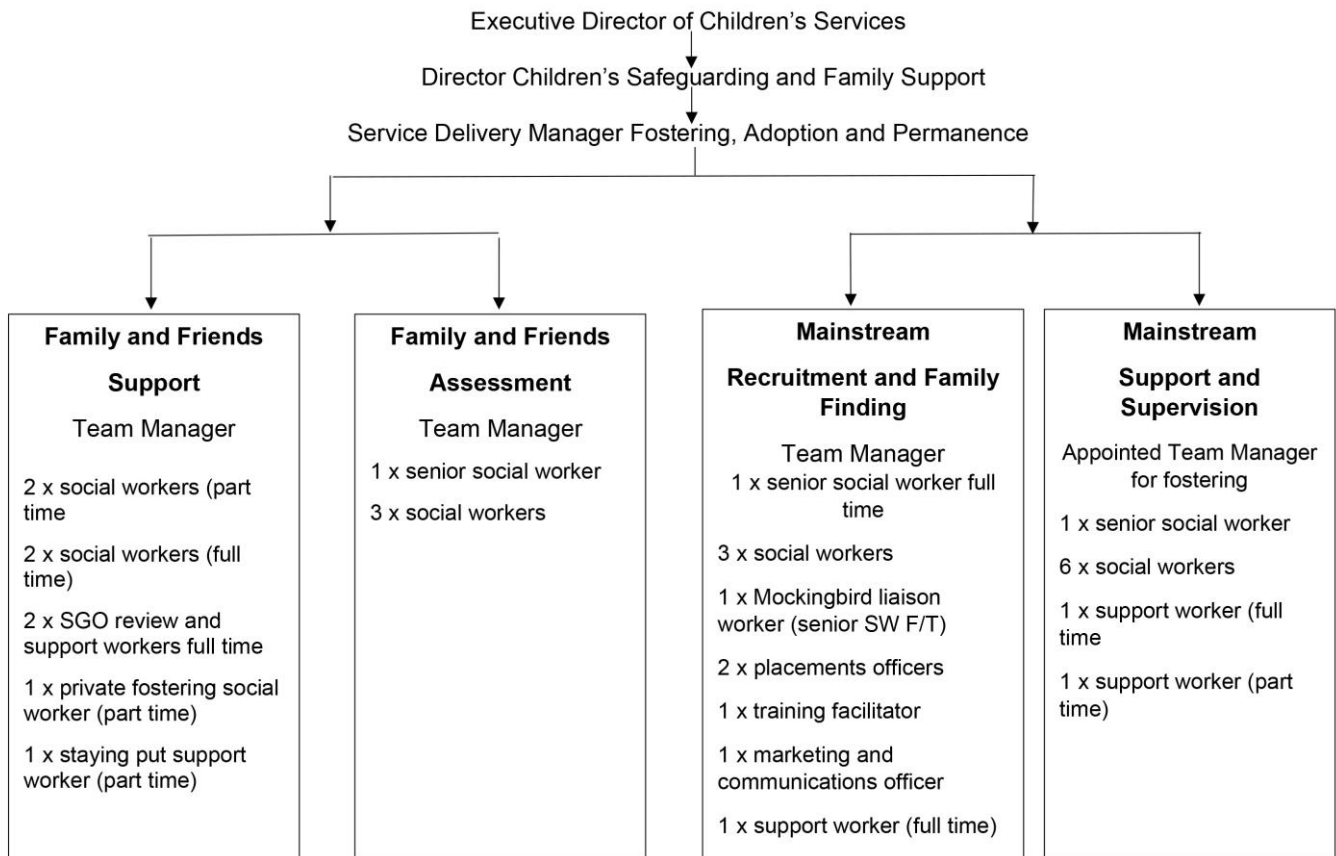 Executive Director of Children's Services
Director Children's Safeguarding and Family Support
Service Delivery Manager Fostering, Adoption and Permanence
Family and Friends
Support
Team Manager
2 x social workers (part
time
2 x social workers (full
time)
2 x SGO review and
support workers full time
1 x private fostering social
worker (part time)
1 x staying put support
worker (part time)
Family and Friends
Assessment
Team Manager
1 x senior social worker
3 x social workers
Mainstream
Recruitment and Family
Finding
Team Manager
1 x senior social worker full
time
3 x social workers
1 x Mockingbird liaison
worker (senior SW F/T)
2 x placements officers
1 x training facilitator
1 x marketing and
communications officer
1 x support worker (full time)
Mainstream
Support and
Supervision
Appointed Team Manager
for fostering
1 x senior social worker
6 x social workers
1 x support worker (full
time
1 x support worker (part
time)